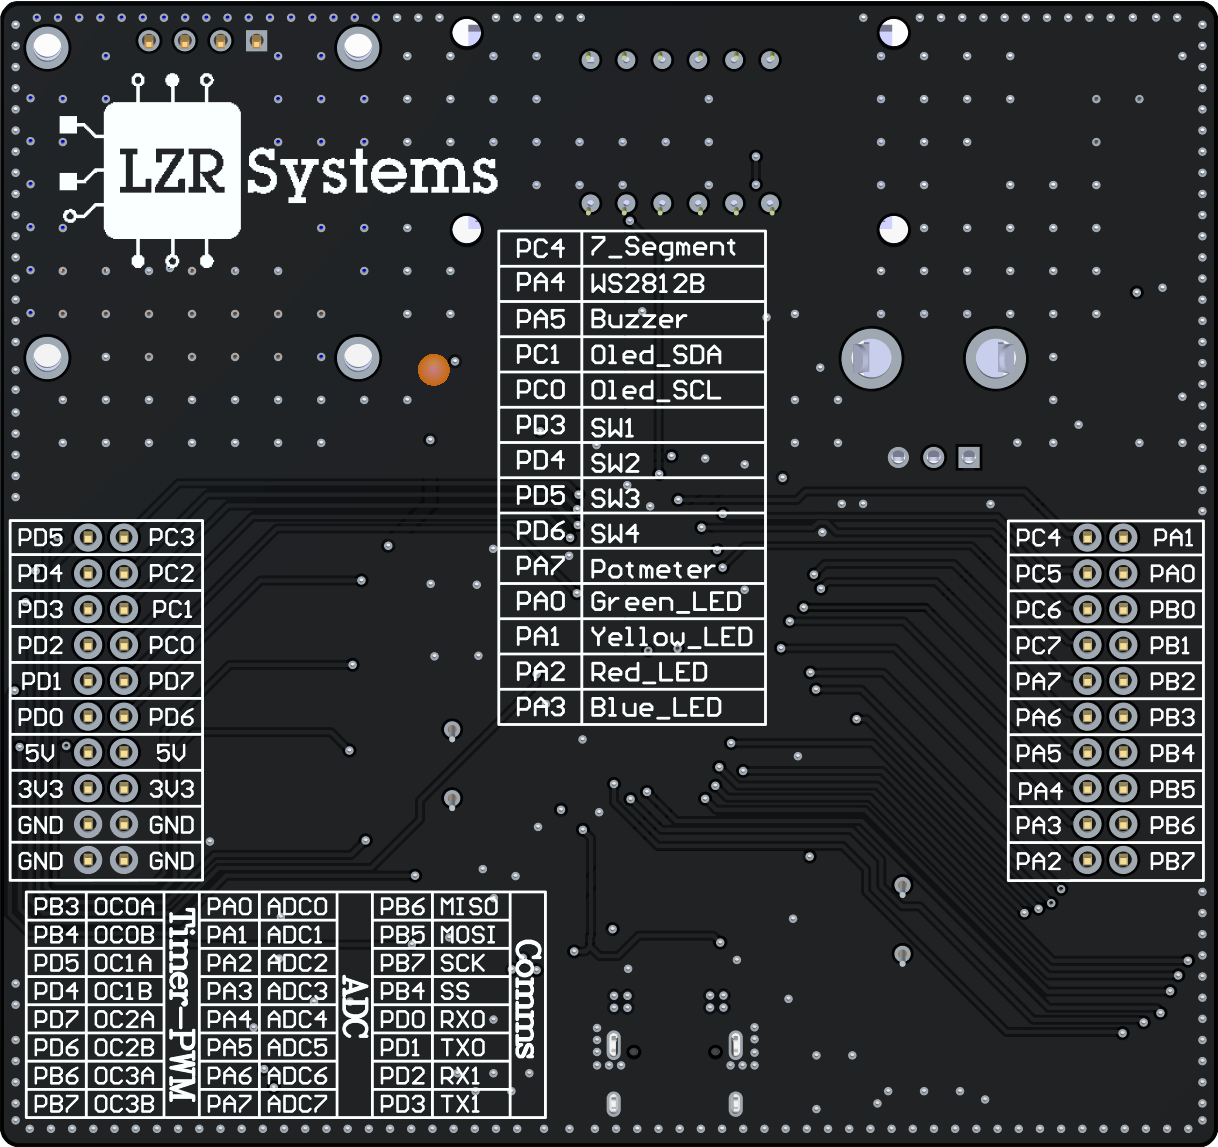 LZR Systems
PC4 7_Segment
PA4 WS2812B
PA5 Buzzer
PC1 Oled_SDA
PC0 Oled_SCL
PD3 SW1
PD4 SW2
PD5 SW3
PD6 SW4
PA7 Potmeter
PA0 Green_LED
PA1 Yellow_LED
PA2 Red_LED
PA3 Blue_LED
PD5 PC3
PD4 PC2
PD3 PC1
PD2 PC0
PD1 PD7
PD0 PD6
5V 5V
3V3 3V3
GND GND
GND GND
PC4 PA1
PC5 PA0
PC6 PB0
PC7 PB1
PA7 PB2
PA6 PB3
PA5 PB4
PA4 PB5
PA3 PB6
PA2 PB7
PB3 OC0A
PB4 OC0B
PD5 OC1A
PD4 OC1B
PD7 OC2A
PD6 OC2B
PB6 OC3A
PB7 OC3B
Timer-PWM
PA0 ADC0
PA1 ADC1
PA2 ADC2
PA3 ADC3
PA4 ADC4
PA5 ADC5
PA6 ADC6
PA7 ADC7
ADC
PB6 MISO
PB5 MOSI
PB7 SCK
PB4 SS
PD0 RX0
PD1 TX0
PD2 RX1
PD3 TX1
Comms